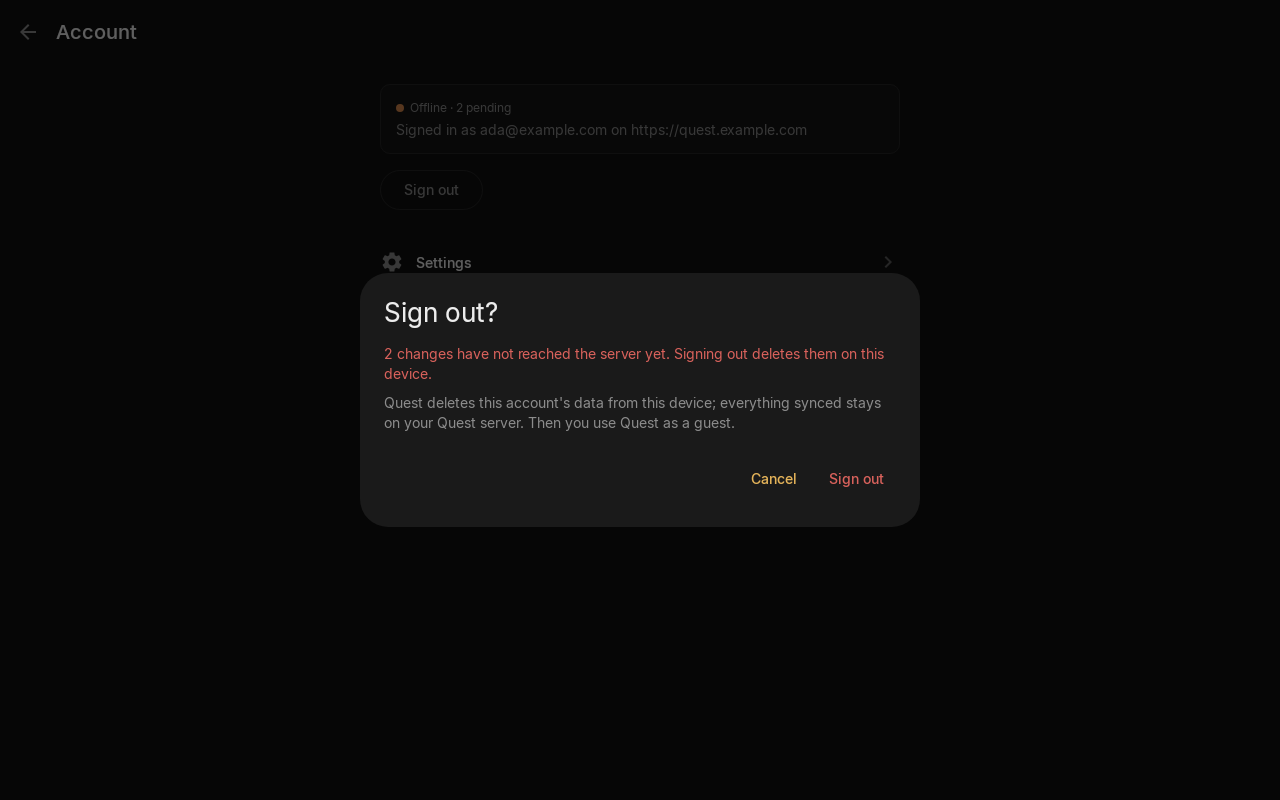 Account
Offline · 2 pending
Signed in as ada@example.com on https://quest.example.com
Sign out
Settings
Sign out?
2 changes have not reached the server yet. Signing out deletes them on this
device.
Quest deletes this account's data from this device; everything synced stays
on your Quest server. Then you use Quest as a guest.
Cancel
Sign out